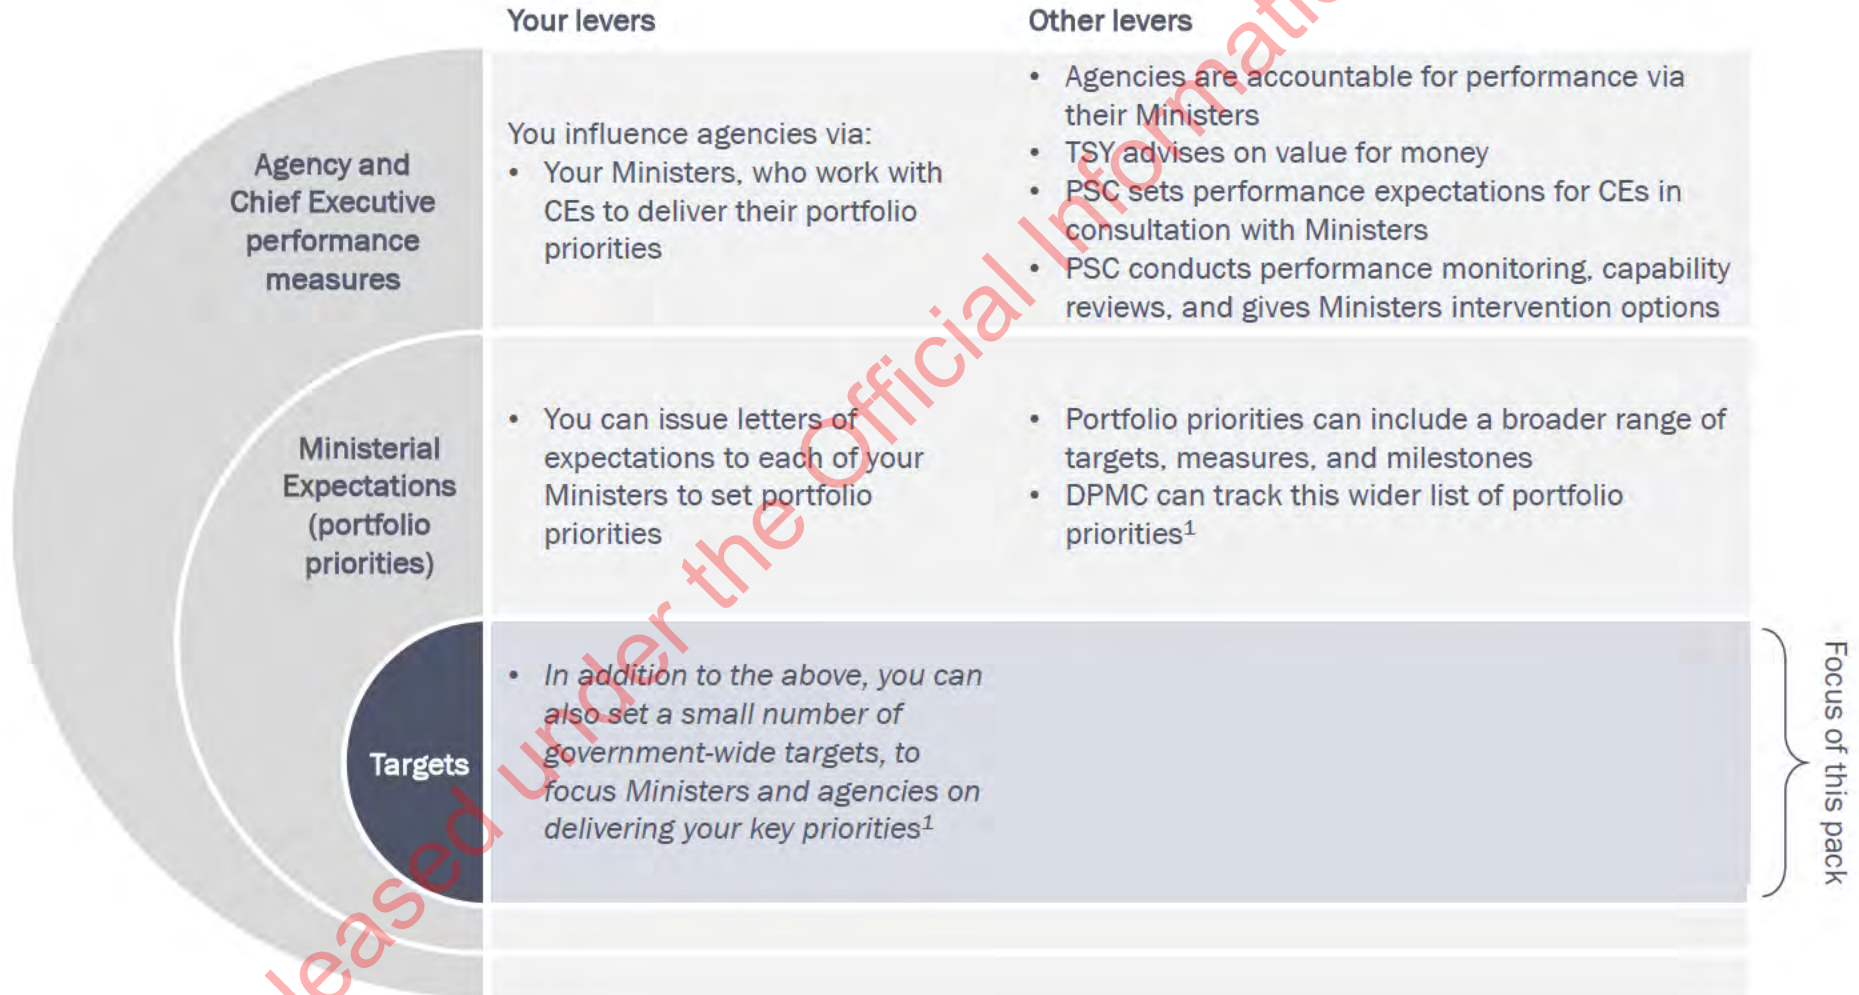 Your levers
Other levers
Agency and
Chief Executive
performance
measures
You influence agencies via:
• Your Ministers, who work with
CEs to deliver their portfolio
priorities
• Agencies are accountable for performance via
their Ministers
• TSY advises on value for money
• PSC sets performance expectations for CEs in
consultation with Ministers
• PSC conducts performance monitoring, capability
reviews, and gives Ministers intervention options
Ministerial
Expectations
(portfolio
priorities)
• You can issue letters of
expectations to each of your
Ministers to set portfolio
priorities
• Portfolio priorities can include a broader range of
targets, measures, and milestones
• DPMC can track this wider list of portfolio
priorities¹
Targets
• In addition to the above, you can
also set a small number of
government-wide targets, to
focus Ministers and agencies on
delivering your key priorities¹
Focus of this pack
leased under the Official Informatio